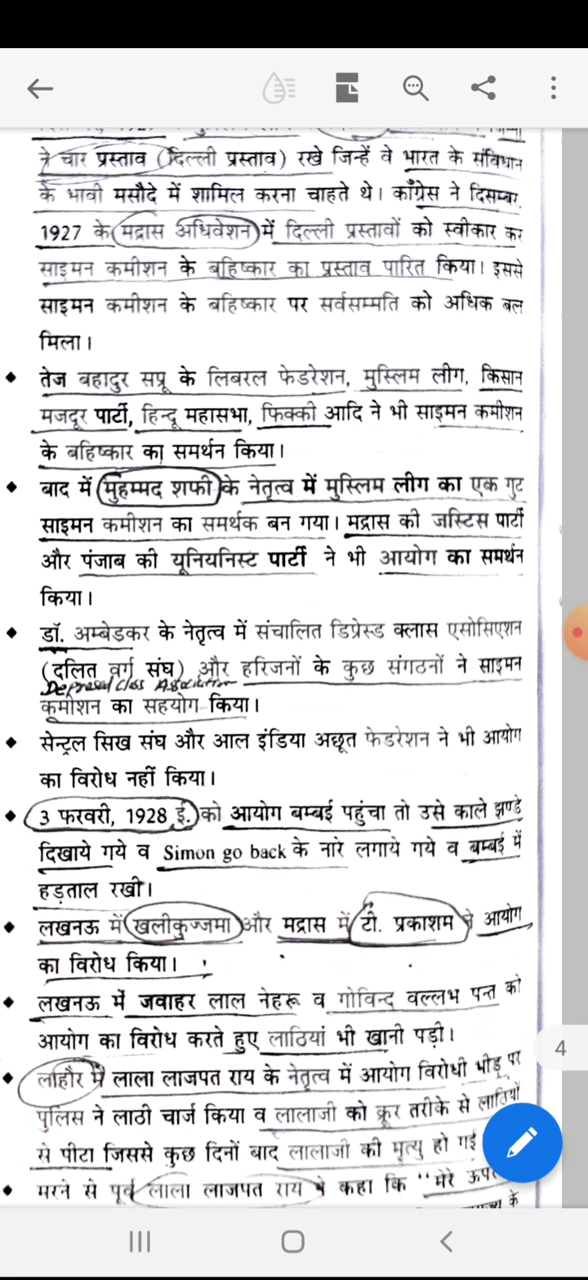 ने चार प्रस्ताव (दिल्ली प्रस्ताव) रखे जिन्हें वे भारत के संविधान
के भावी मसौदे में शामिल करना चाहते थे। काँग्रेस ने दिसम्बर,
1927 के मद्रास अधिवेशन में दिल्ली प्रस्तावों को स्वीकार कर
साइमन कमीशन के बहिष्कार का प्रस्ताव पारित किया। इससे
साइमन कमीशन के बहिष्कार पर सर्वसम्मति को अधिक बल
मिला।
• तेज बहादुर सप्रू के लिबरल फेडरेशन, मुस्लिम लीग, किसान
मजदूर पार्टी, हिन्दू महासभा, फिक्की आदि ने भी साइमन कमीशन
के बहिष्कार का समर्थन किया।
• बाद में मुहम्मद शफी के नेतृत्व में मुस्लिम लीग का एक गुट
साइमन कमीशन का समर्थक बन गया। मद्रास की जस्टिस पार्टी
और पंजाब की यूनियनिस्ट पार्टी ने भी आयोग का समर्थन
किया।
• डॉ. अम्बेडकर के नेतृत्व में संचालित डिप्रेस्ड क्लास एसोसिएशन
(दलित वर्ग संघ) और हरिजनों के कुछ संगठनों ने साइमन
Depressed Class Association
कमीशन का सहयोग किया।
• सेन्ट्रल सिख संघ और आल इंडिया अछूत फेडरेशन ने भी आयोग
का विरोध नहीं किया।
• 3 फरवरी, 1928 ई. को आयोग बम्बई पहुंचा तो उसे काले झण्डे
दिखाये गये व Simon go back के नारे लगाये गये व बम्बई में
हड़ताल रखी।
• लखनऊ में खलीकुज्जमा और मद्रास में टी. प्रकाशम ने आयोग
का विरोध किया।
• लखनऊ में जवाहर लाल नेहरू व गोविन्द वल्लभ पन्त को
आयोग का विरोध करते हुए लाठियां भी खानी पड़ी।
4
• लाहौर में लाला लाजपत राय के नेतृत्व में आयोग विरोधी भीड़ पर
पुलिस ने लाठी चार्ज किया व लालाजी को क्रूर तरीके से लाठियों
से पीटा जिससे कुछ दिनों बाद लालाजी की मृत्यु हो गई
• मरने से पूर्व लाला लाजपत राय ने कहा कि "मेरे ऊपर
के